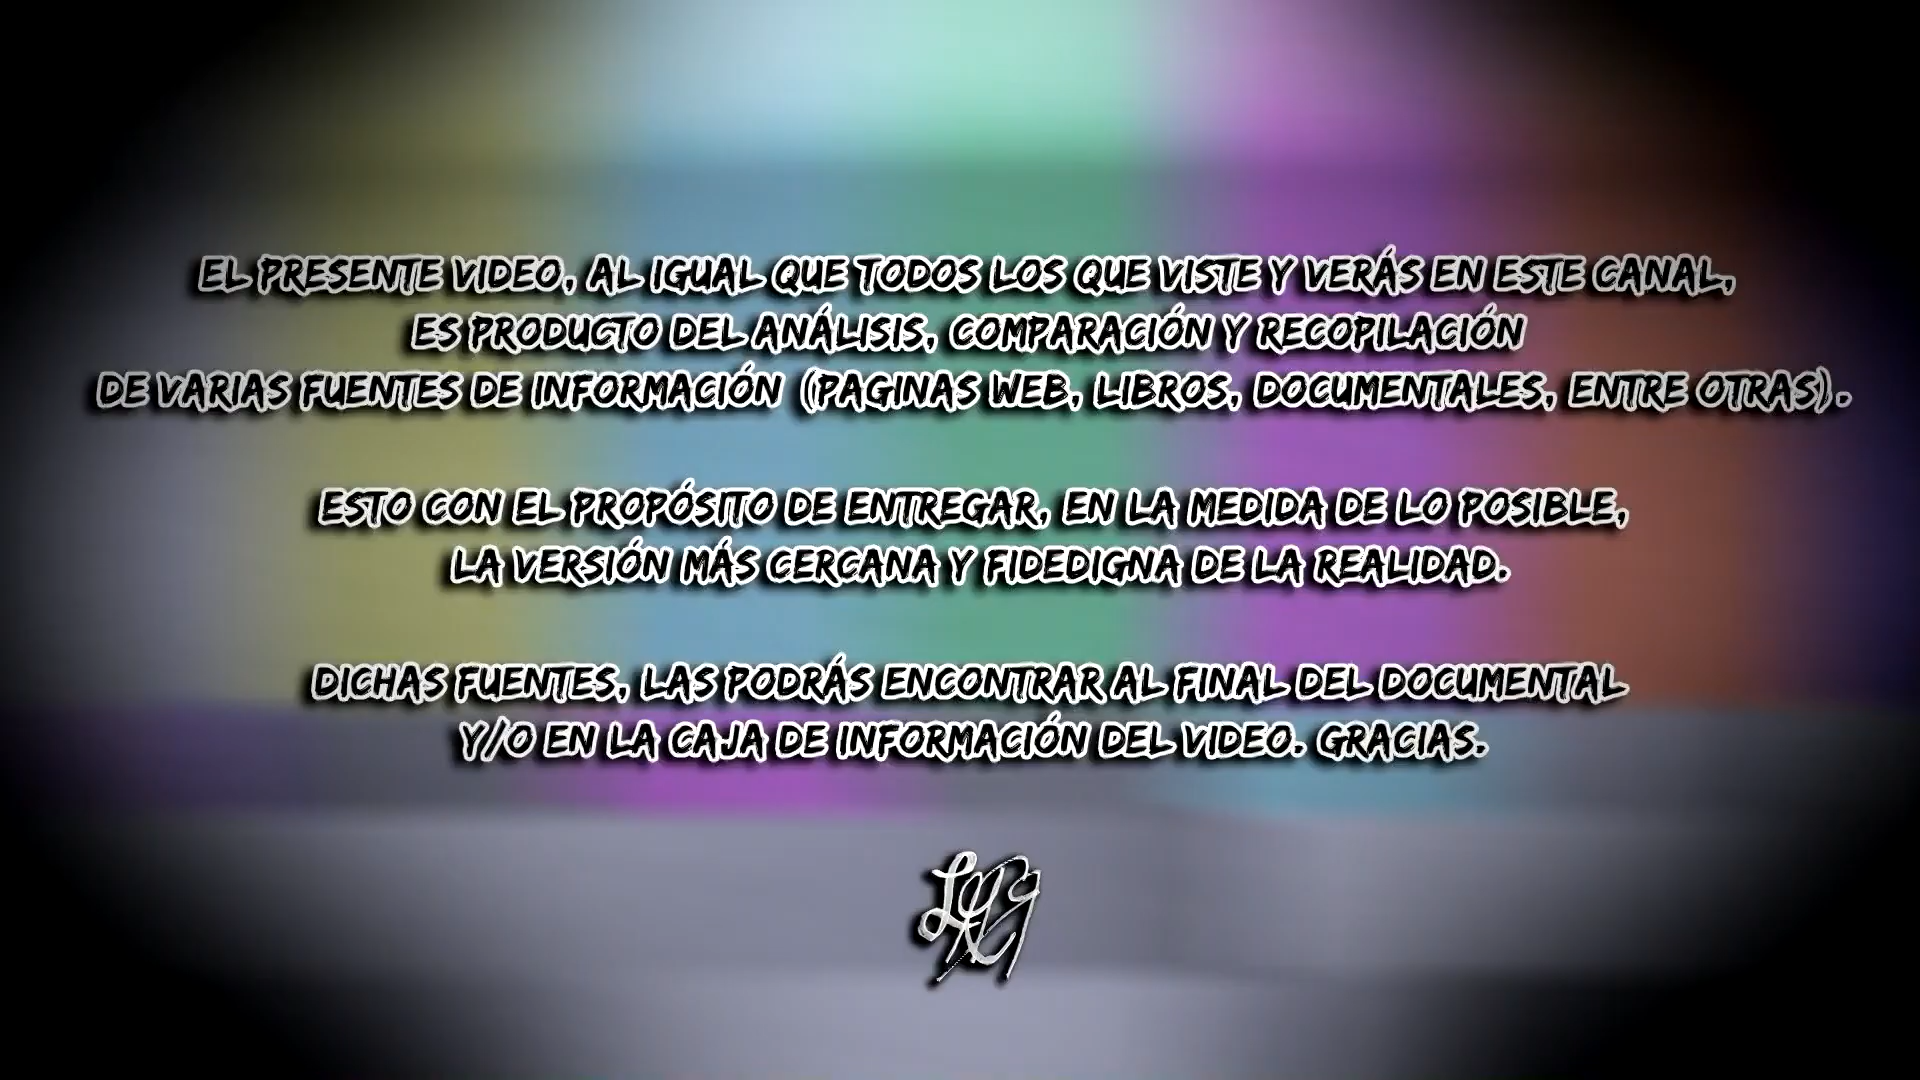 EL PRESENTE VIDEO, AL IGUAL QUE TODOS LOS QUE VISTE Y VERÁS EN ESTE CANAL,
ES PRODUCTO DEL ANÁLISIS, COMPARACIÓN Y RECOPILACIÓN
DE VARIAS FUENTES DE INFORMACIÓN (PAGINAS WEB, LIBROS, DOCUMENTALES, ENTRE OTRAS).
ESTO CON EL PROPÓSITO DE ENTREGAR, EN LA MEDIDA DE LO POSIBLE,
LA VERSIÓN MÁS CERCANA Y FIDEDIGNA DE LA REALIDAD.
DICHAS FUENTES, LAS PODRÁS ENCONTRAR AL FINAL DEL DOCUMENTAL
Y/O EN LA CAJA DE INFORMACIÓN DEL VIDEO. GRACIAS.